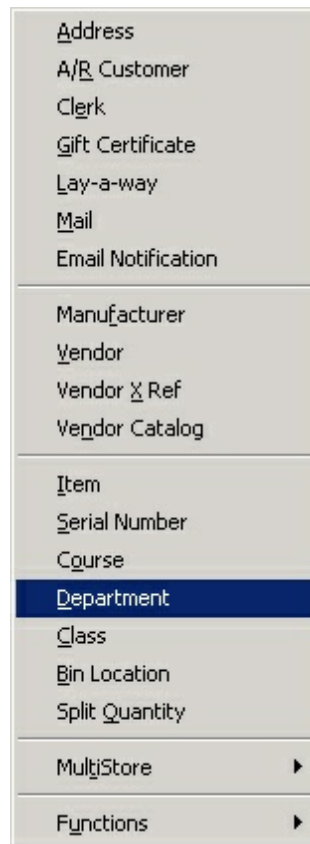 Address
A/R Customer
Clerk
Gift Certificate
Lay-a-way
Mail
Email Notification
Manufacturer
Vendor
Vendor X Ref
Vendor Catalog
Item
Serial Number
Course
Department
Class
Bin Location
Split Quantity
MultiStore
Functions